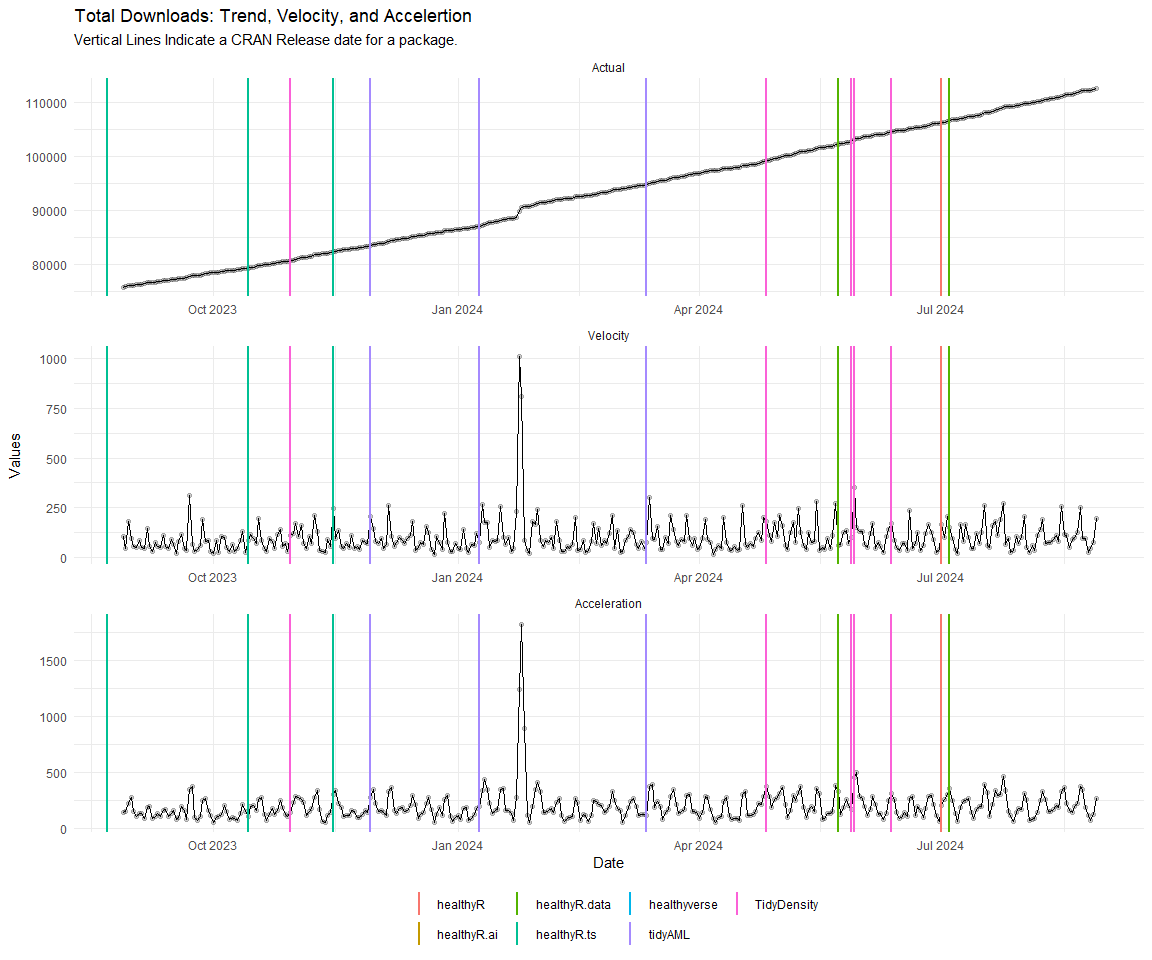 Total Downloads: Trend, Velocity, and Accelertion
Vertical Lines Indicate a CRAN Release date for a package.
Actual
110000
100000
90000
80000
Oct 2023 Jan 2024 Apr 2024 Jul 2024
Velocity
1000
750
500
250
0
Oct 2023 Jan 2024 Apr 2024 Jul 2024
Acceleration
1500
1000
500
0
Oct 2023 Jan 2024 Apr 2024 Jul 2024
Values
Date
healthyR healthyR.data healthyverse TidyDensity
healthyR.ai healthyR.ts tidyAML